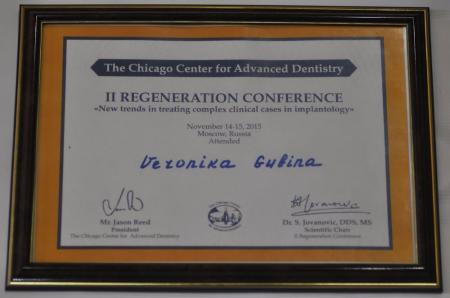 The Chicago Center for Advanced Dentistry
II REGENERATION CONFERENCE
«New trends in treating complex clinical cases in implantology»
November 14-15, 2015
Moscow, Russia
Attended
Veronika Gubina
Mr. Jason Reed
President
The Chicago Center for Advanced Dentistry
Dr. S. Jovanovic, DDS, MS
Scientific Chair
II Regeneration Conference